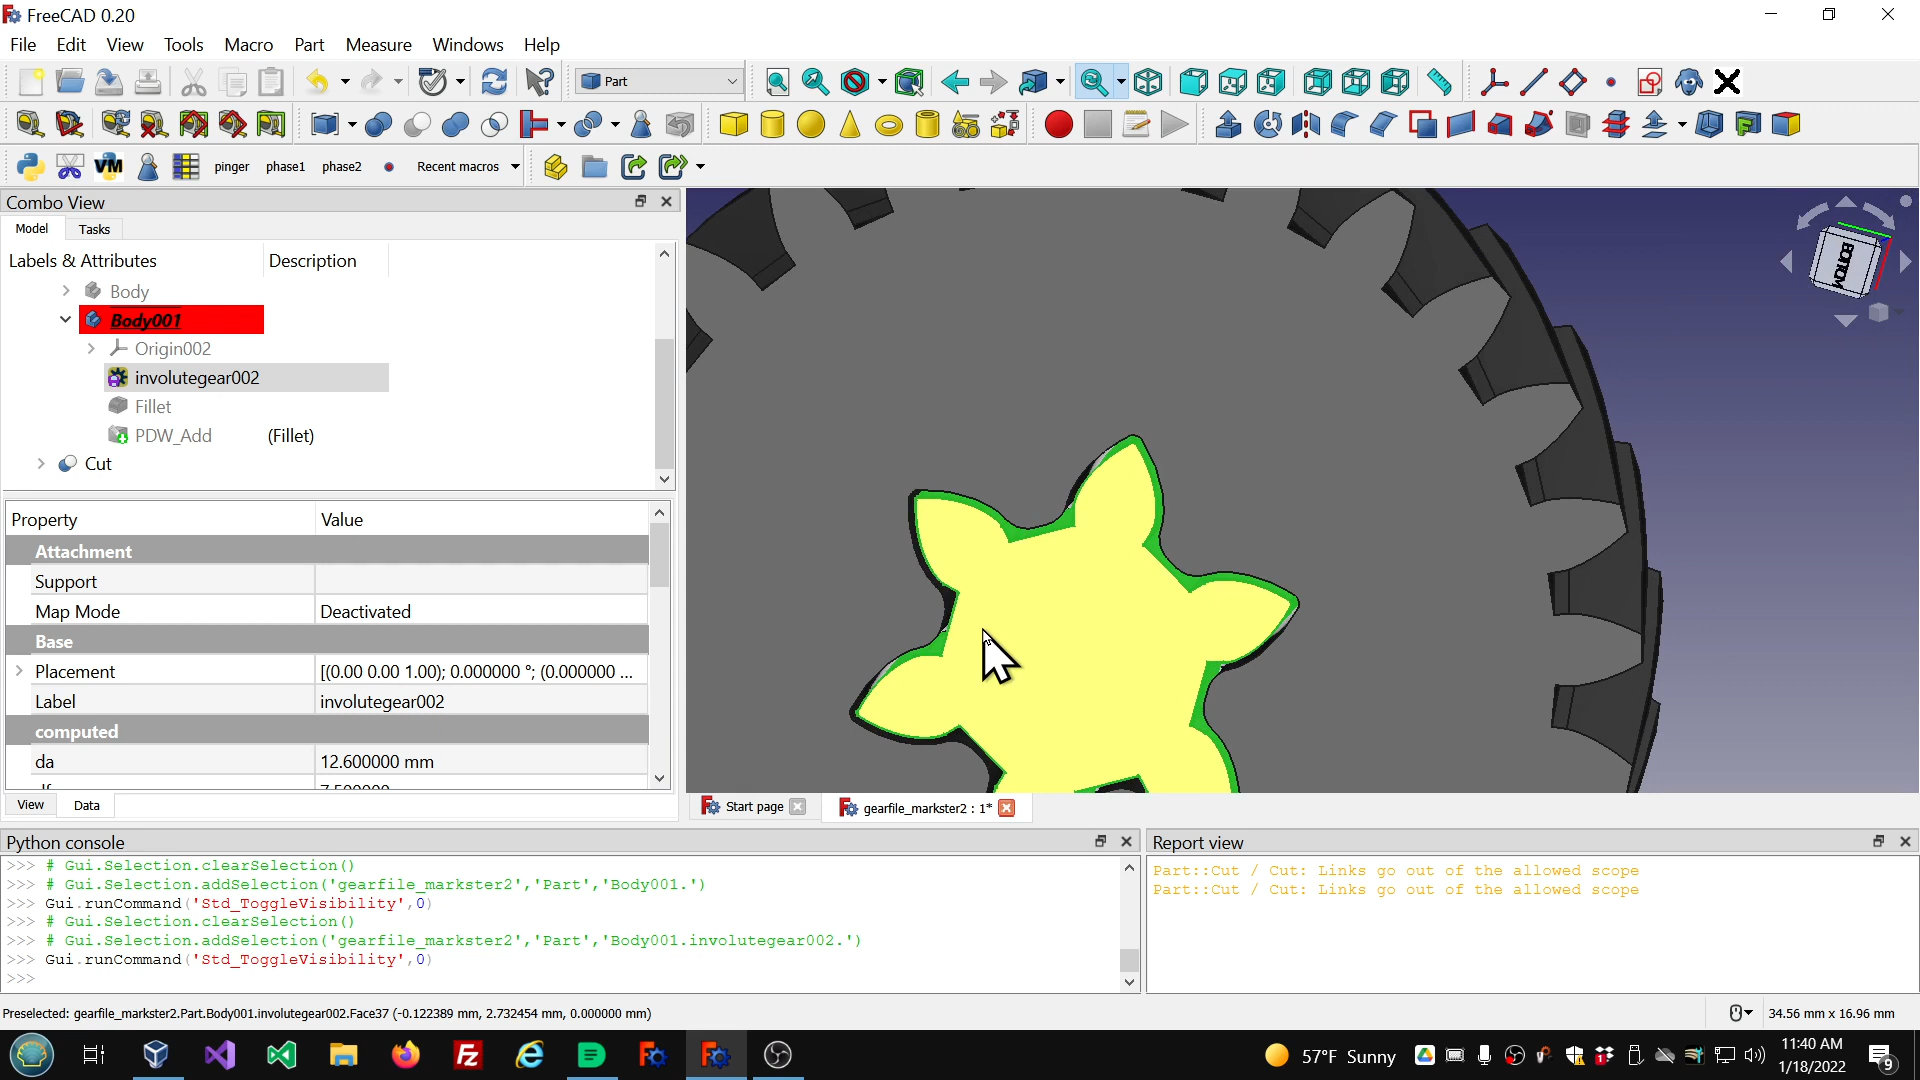 FreeCAD 0.20
File Edit View Tools Macro Part Measure Windows Help
Part
VM pinger phase1 phase2 Recent macros
Combo View
Model Tasks
Labels & Attributes Description
Body
Body001
Origin002
involutegear002
Fillet
PDW_Add (Fillet)
Cut
Property Value
Attachment
Support
Map Mode Deactivated
Base
Placement [(0.00 0.00 1.00); 0.000000 °; (0.000000 ...
Label involutegear002
computed
da 12.600000 mm
View Data
BOTTOM
Start page gearfile_markster2 : 1*
Python console
>>> # Gui.Selection.clearSelection()
>>> # Gui.Selection.addSelection('gearfile_markster2','Part','Body001.')
>>> Gui.runCommand('Std_ToggleVisibility',0)
>>> # Gui.Selection.clearSelection()
>>> # Gui.Selection.addSelection('gearfile_markster2','Part','Body001.involutegear002.')
>>> Gui.runCommand('Std_ToggleVisibility',0)
>>>
Report view
Part::Cut / Cut: Links go out of the allowed scope
Part::Cut / Cut: Links go out of the allowed scope
Preselected: gearfile_markster2.Part.Body001.involutegear002.Face37 (-0.122389 mm, 2.732454 mm, 0.000000 mm)
34.56 mm x 16.96 mm
57°F Sunny
11:40 AM
1/18/2022
9